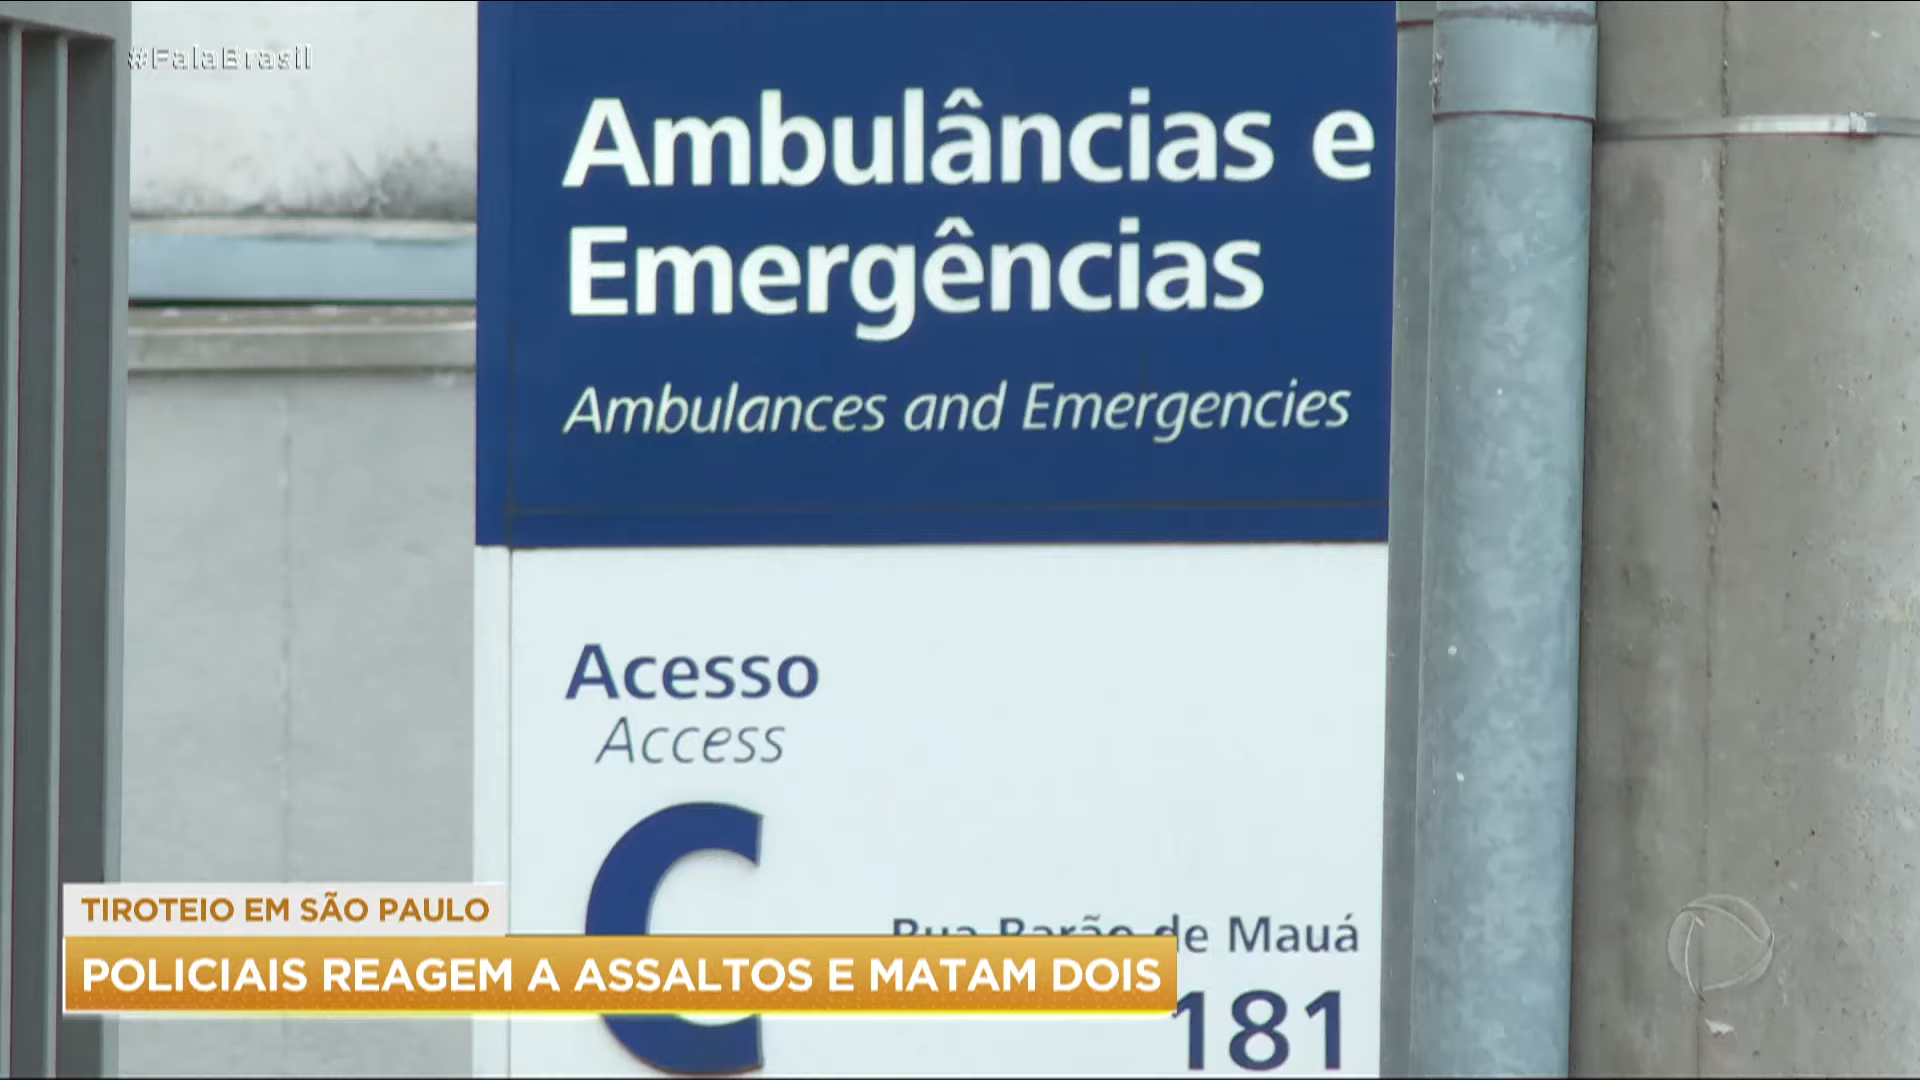 #FalaBrasil
Ambulâncias e
Emergências
Ambulances and Emergencies
Acesso
Access
C
Rua Barão de Mauá
181
TIROTEIO EM SÃO PAULO
POLICIAIS REAGEM A ASSALTOS E MATAM DOIS